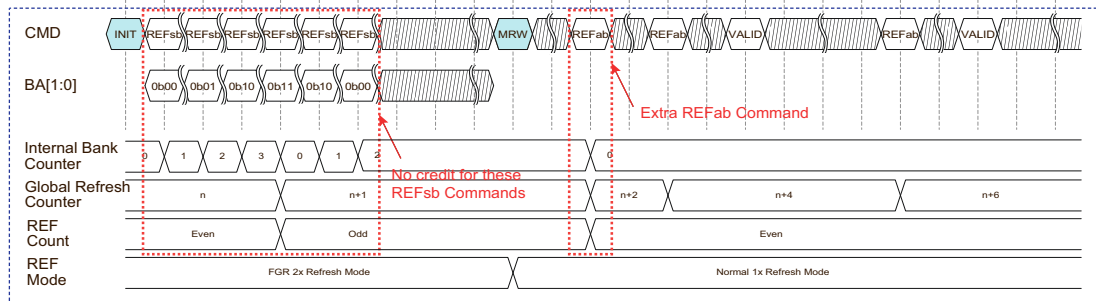 CMD INIT REFsb REFsb REFsb REFsb REFsb REFsb MRW REFab REFab VALID REFab VALID
BA[1:0] 0b00 0b01 0b10 0b11 0b10 0b00
Extra REFab Command
Internal Bank
Counter
0 1 2 3 0 1 2 0
No credit for these
REFsb Commands
Global Refresh
Counter
n n+1 n+2 n+4 n+6
REF
Count
Even Odd Even
REF
Mode
FGR 2x Refresh Mode Normal 1x Refresh Mode